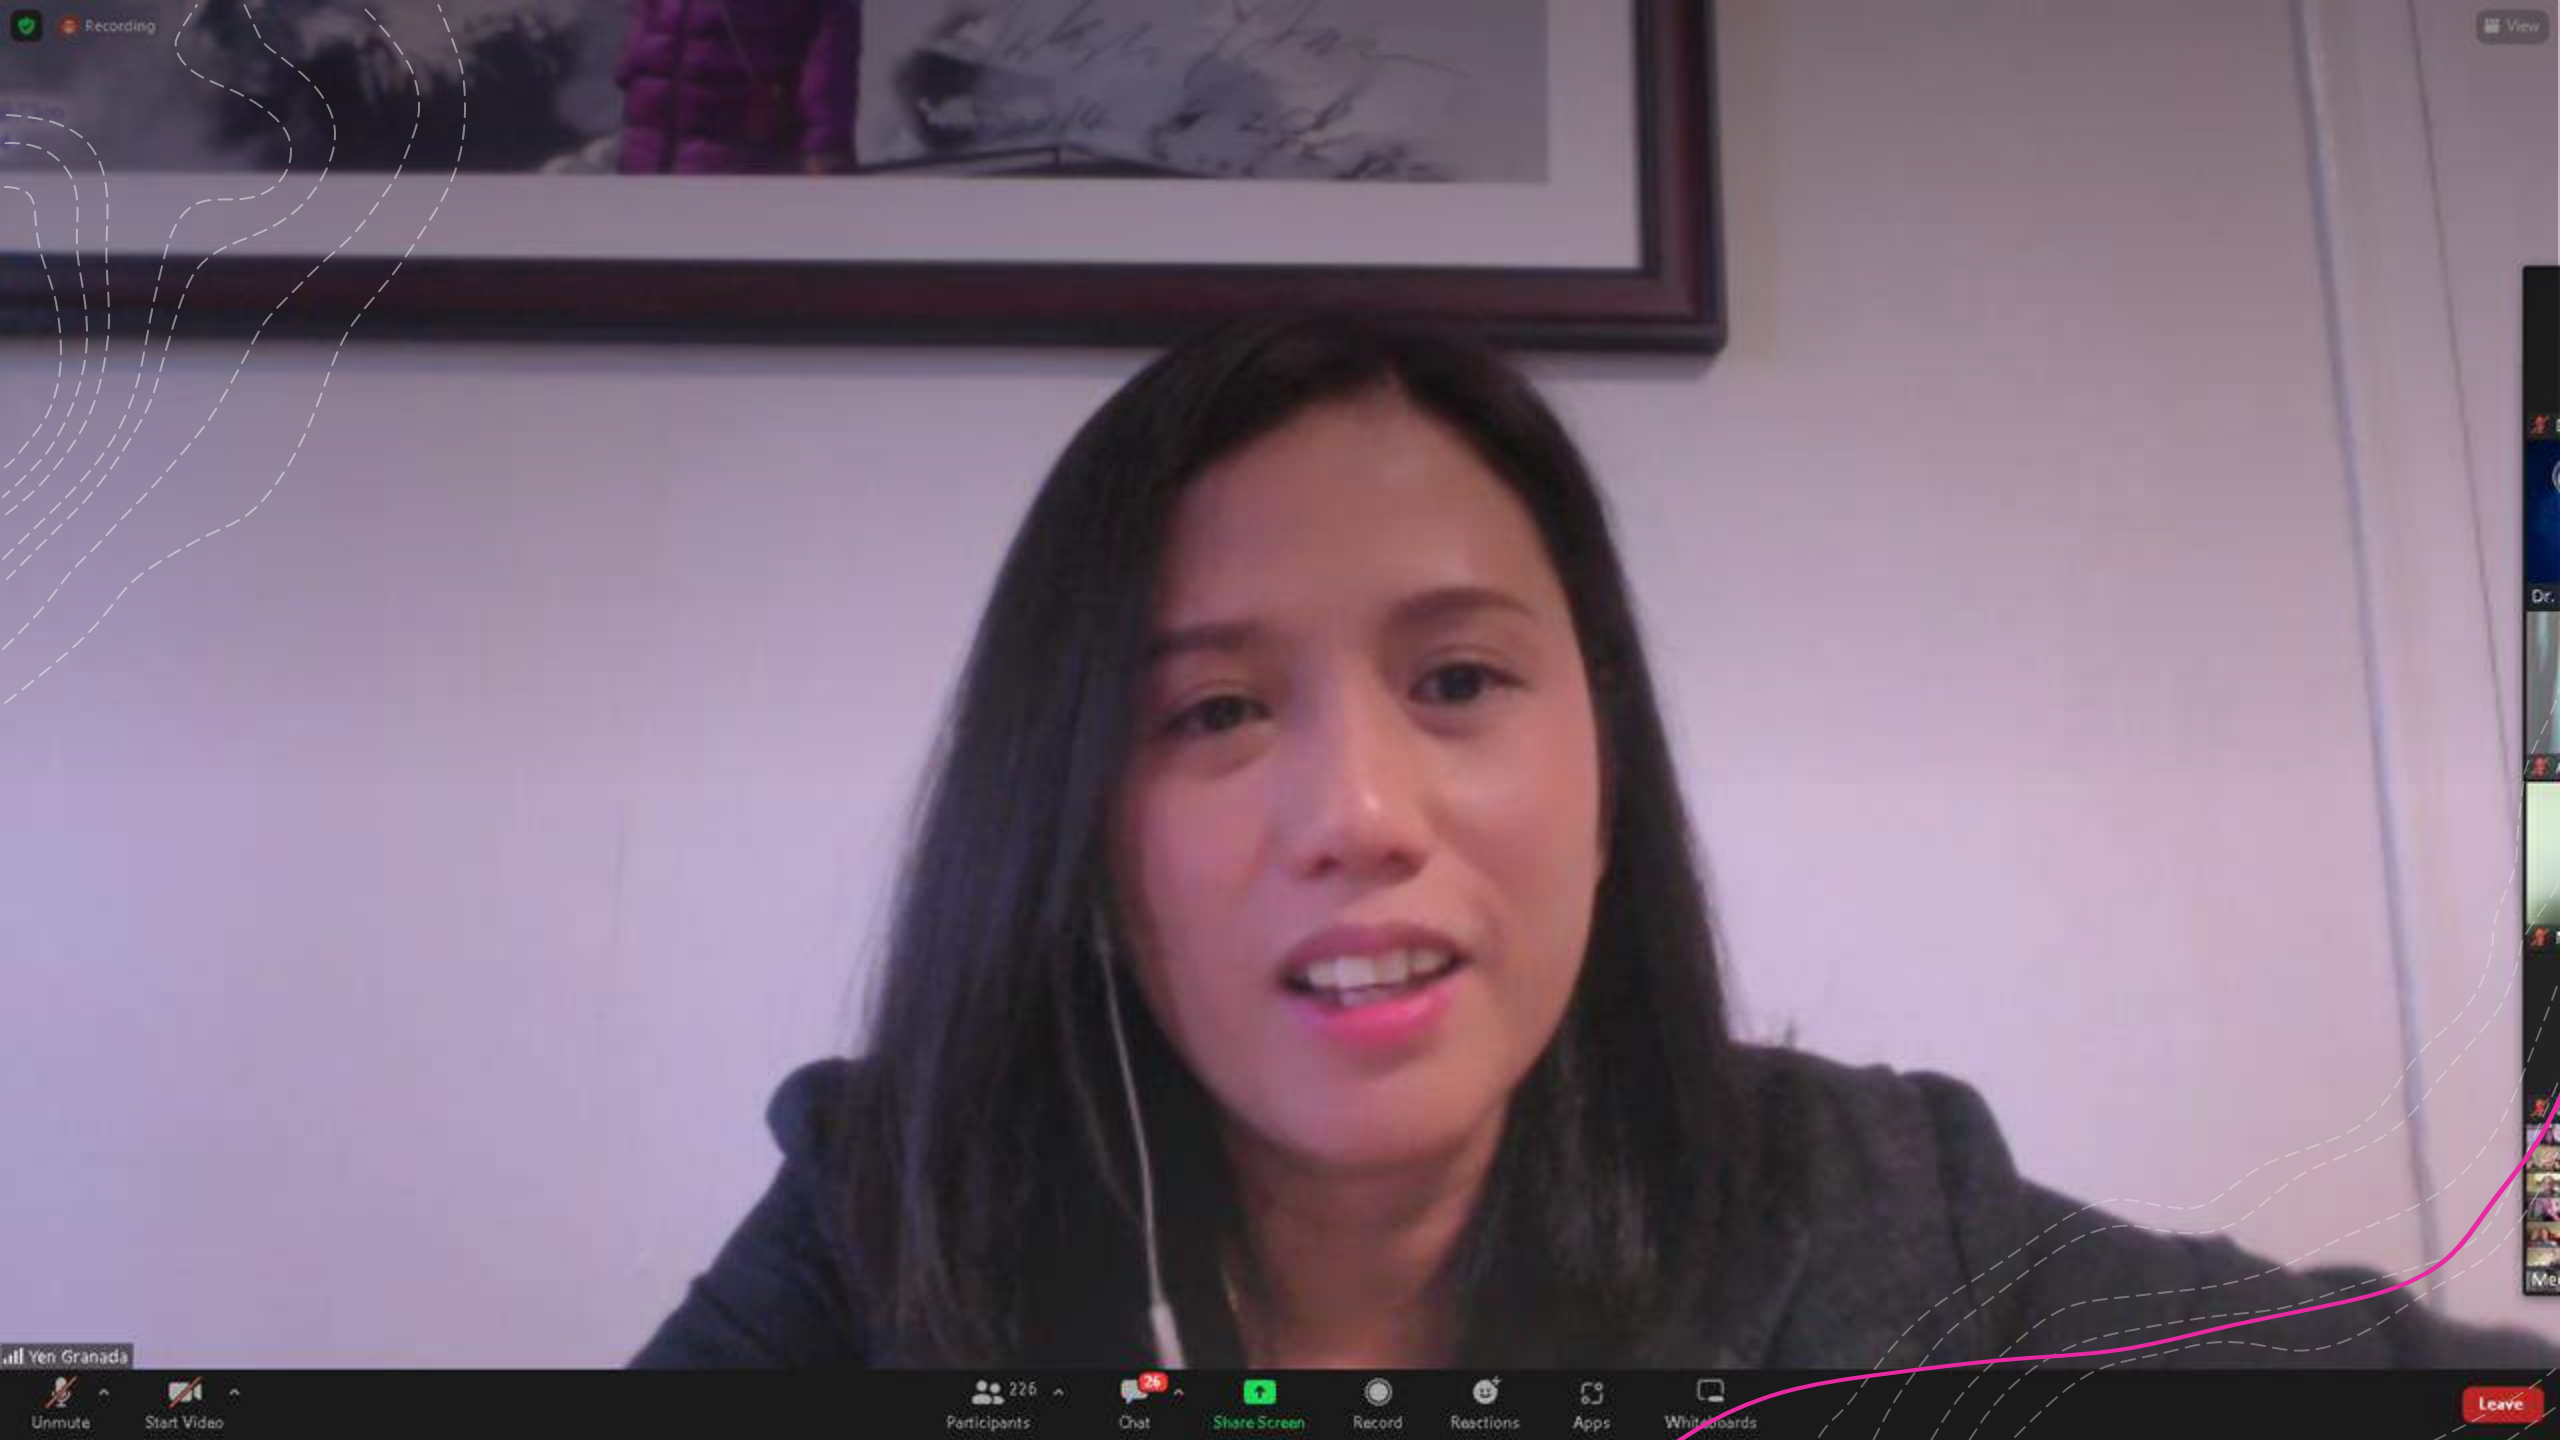 Recording
View
Dr.
Yen Granada
Unmute
Start Video
226
Participants
26
Chat
Share Screen
Record
Reactions
Apps
Whiteboards
Leave